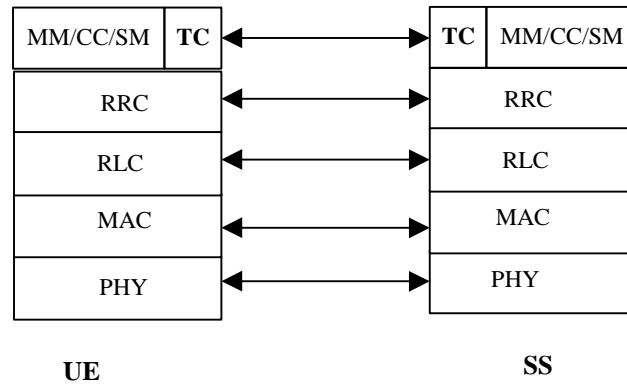 MM/CC/SM TC TC MM/CC/SM
RRC RRC
RLC RLC
MAC MAC
PHY PHY
UE SS